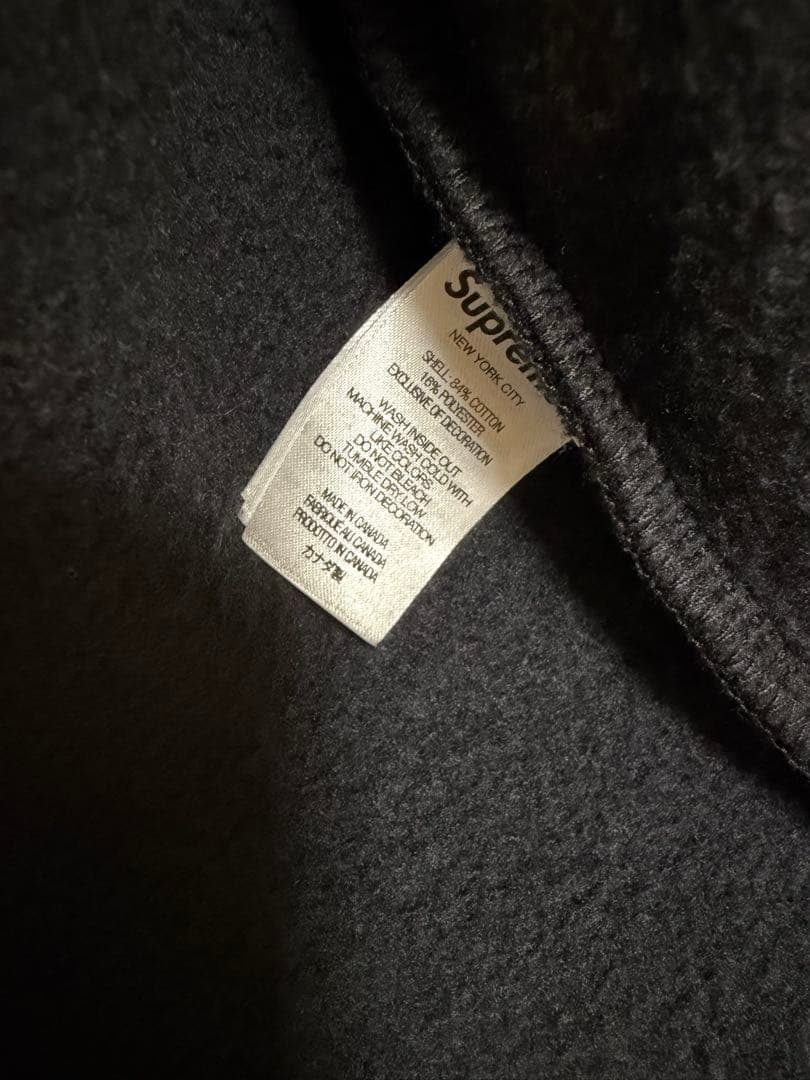 Suprem
NEW YORK CITY
SHELL: 84% COTTON
16% POLYESTER
EXCLUSIVE OF DECORATION
WASH INSIDE OUT
MACHINE WASH COLD WITH
LIKE COLORS
DO NOT BLEACH
TUMBLE DRY LOW
DO NOT IRON DECORATION
MADE IN CANADA
FABRIQUÉ AU CANADA
PRODOTTO IN CANADA
カナダ製